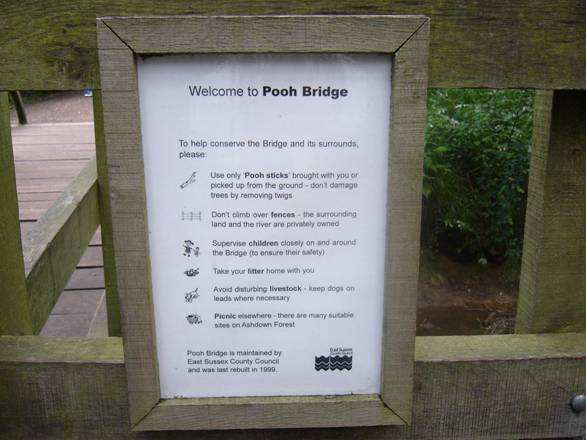 Welcome to Pooh Bridge
To help conserve the Bridge and its surrounds,
please:
Use only 'Pooh sticks' brought with you or
picked up from the ground - don't damage
trees by removing twigs
Don't climb over fences - the surrounding
land and the river are privately owned
Supervise children closely on and around
the Bridge (to ensure their safety)
Take your litter home with you
Avoid disturbing livestock - keep dogs on
leads where necessary
Picnic elsewhere - there are many suitable
sites on Ashdown Forest
Pooh Bridge is maintained by
East Sussex County Council
and was last rebuilt in 1999.
East Sussex
County Council